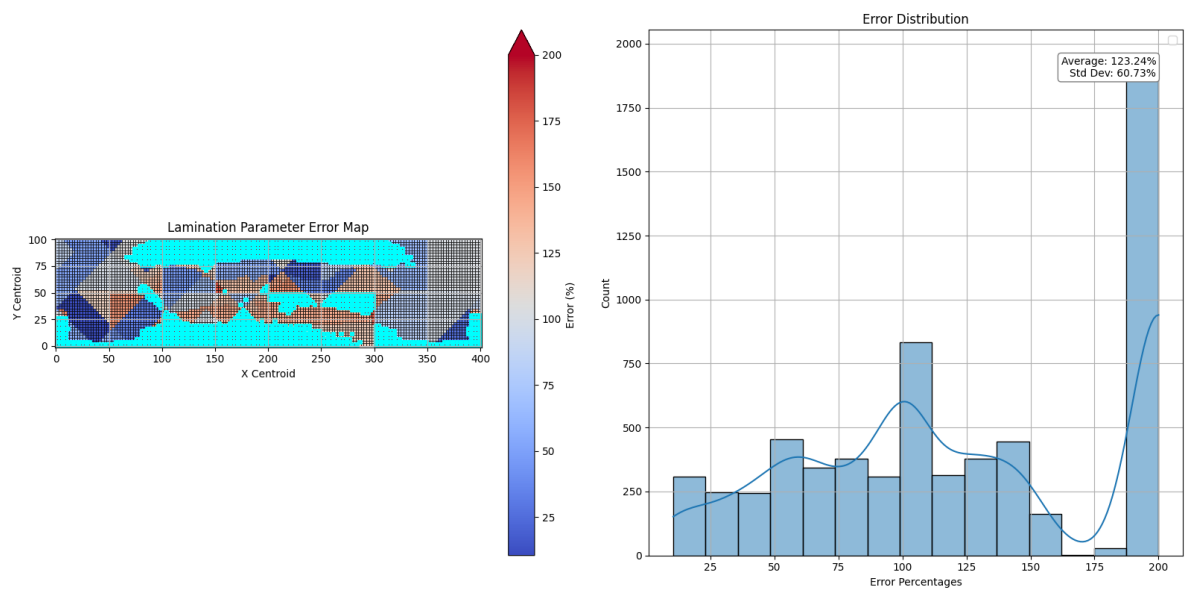 Lamination Parameter Error Map
100
75
50
25
0
Y Centroid
0 50 100 150 200 250 300 350 400
X Centroid
200
175
150
125
100
75
50
25
Error (%)
Error Distribution
Average: 123.24%
Std Dev: 60.73%
2000
1750
1500
1250
1000
750
500
250
0
Count
25 50 75 100 125 150 175 200
Error Percentages